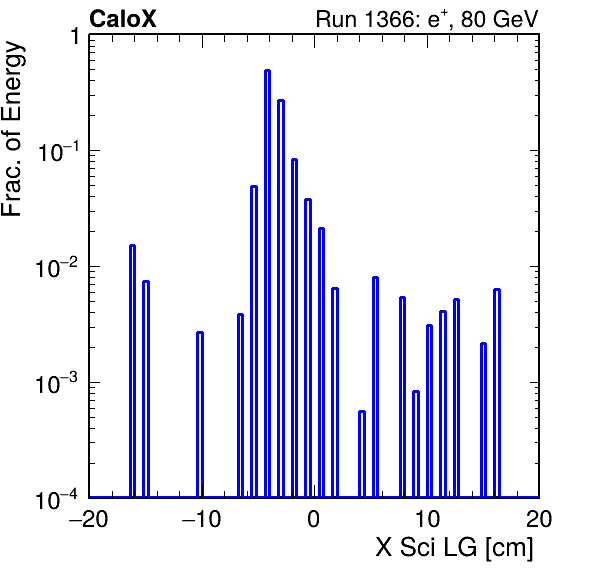 CaloX Run 1366: e⁺, 80 GeV
Frac. of Energy
1
10⁻¹
10⁻²
10⁻³
10⁻⁴
−20 −10 0 10 20
X Sci LG [cm]